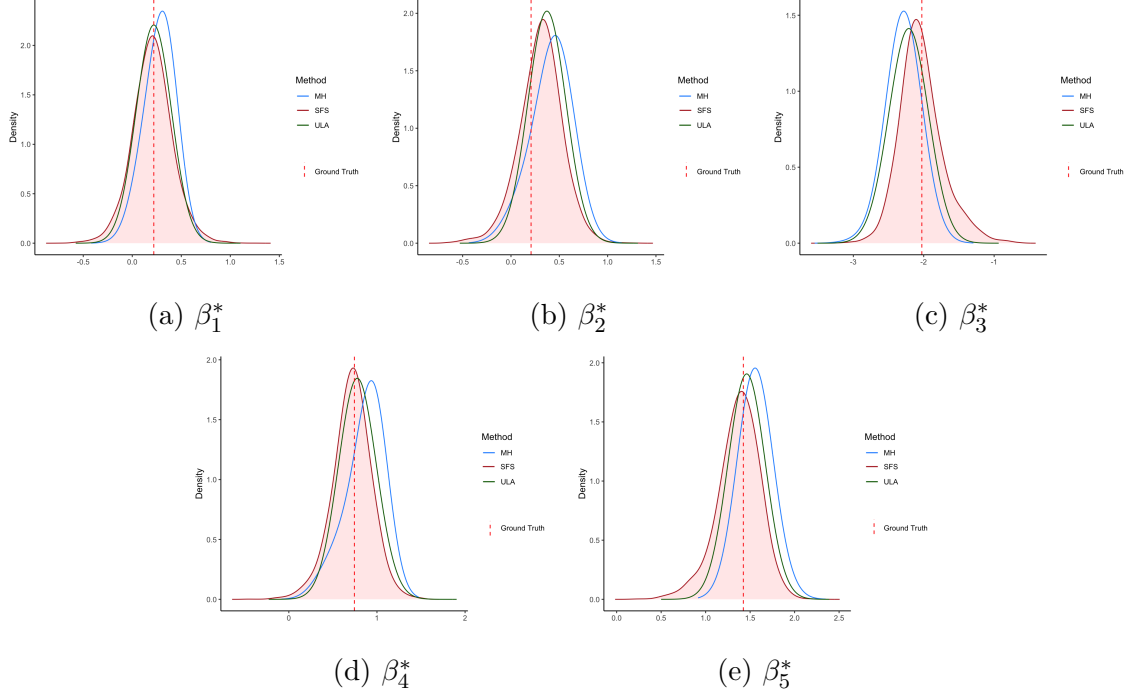 Density
2.0
1.5
1.0
0.5
0.0
-0.5
0.0
0.5
1.0
1.5
Method
MH
SFS
ULA
Ground Truth
(a) β₁*
Density
2.0
1.5
1.0
0.5
0.0
-0.5
0.0
0.5
1.0
1.5
Method
MH
SFS
ULA
Ground Truth
(b) β₂*
Density
1.5
1.0
0.5
0.0
-3
-2
-1
Method
MH
SFS
ULA
Ground Truth
(c) β₃*
Density
2.0
1.5
1.0
0.5
0.0
0
1
2
Method
MH
SFS
ULA
Ground Truth
(d) β₄*
Density
2.0
1.5
1.0
0.5
0.0
0.0
0.5
1.0
1.5
2.0
2.5
Method
MH
SFS
ULA
Ground Truth
(e) β₅*